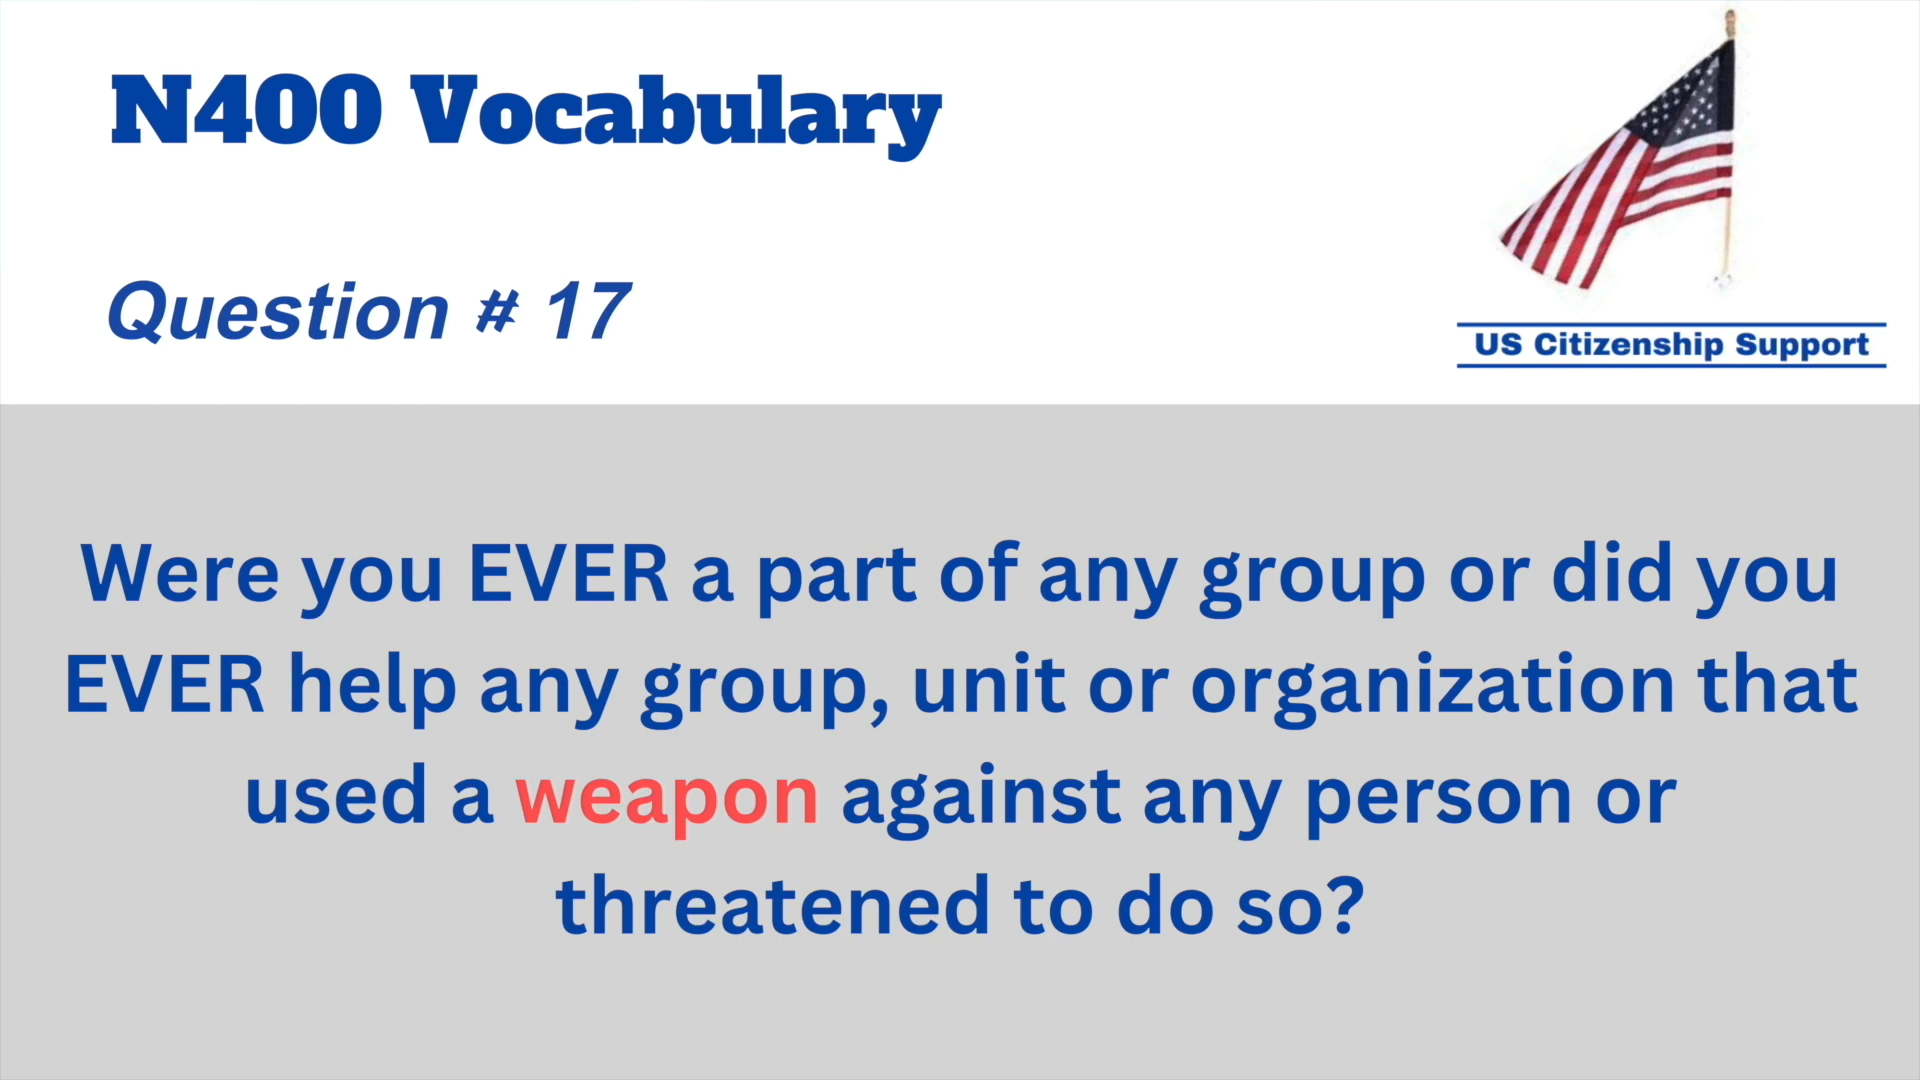 N400 Vocabulary
Question # 17
US Citizenship Support
Were you EVER a part of any group or did you
EVER help any group, unit or organization that
used a weapon against any person or
threatened to do so?